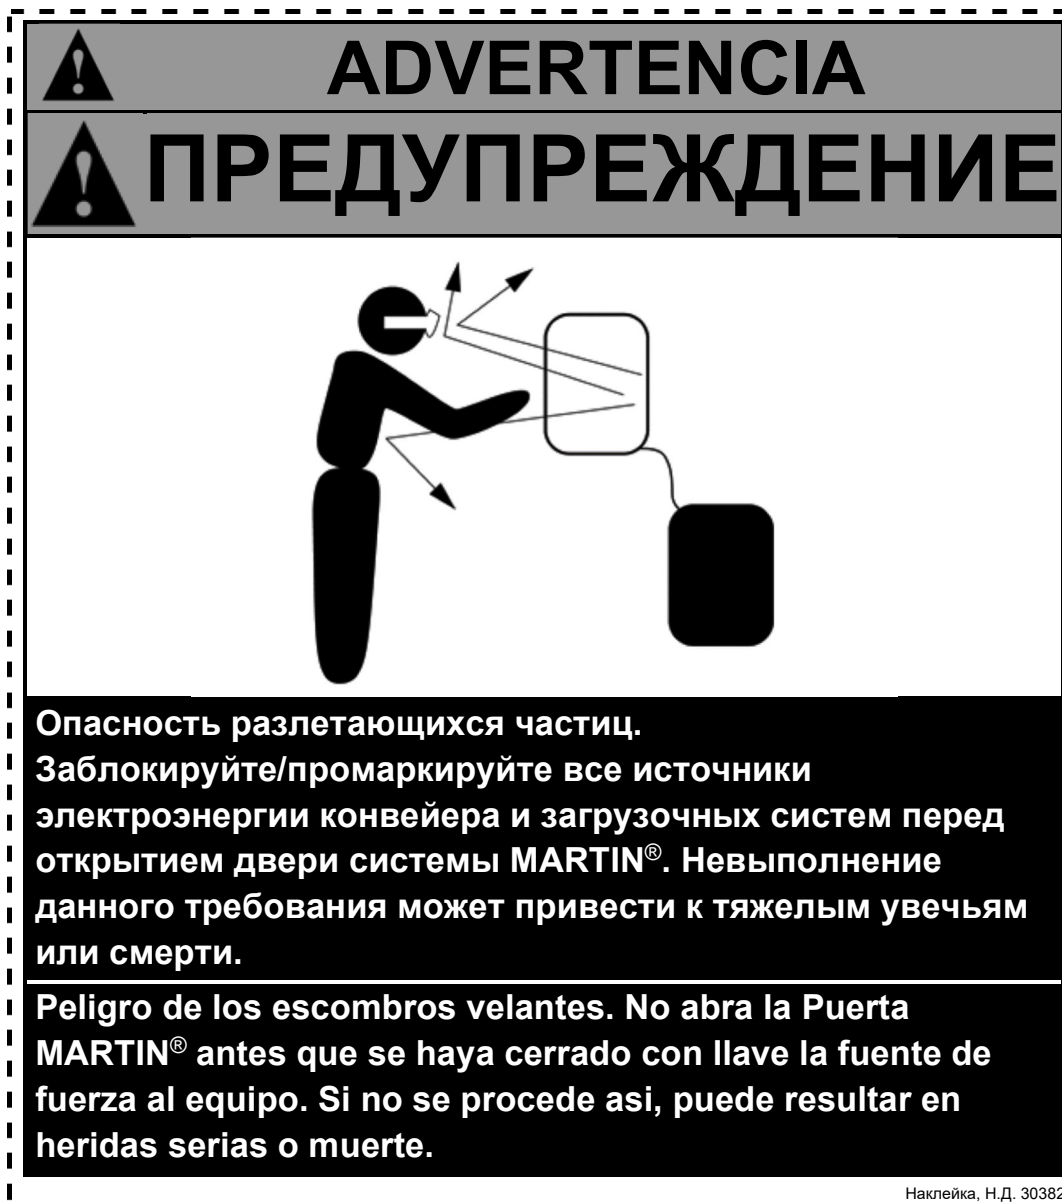 ADVERTENCIA
ПРЕДУПРЕЖДЕНИЕ
Опасность разлетающихся частиц.
Заблокируйте/промаркируйте все источники
электроэнергии конвейера и загрузочных систем перед
открытием двери системы MARTIN®. Невыполнение
данного требования может привести к тяжелым увечьям
или смерти.
Peligro de los escombros velantes. No abra la Puerta
MARTIN® antes que se haya cerrado con llave la fuente de
fuerza al equipo. Si no se procede asi, puede resultar en
heridas serias o muerte.
Наклейка, Н.Д. 30382